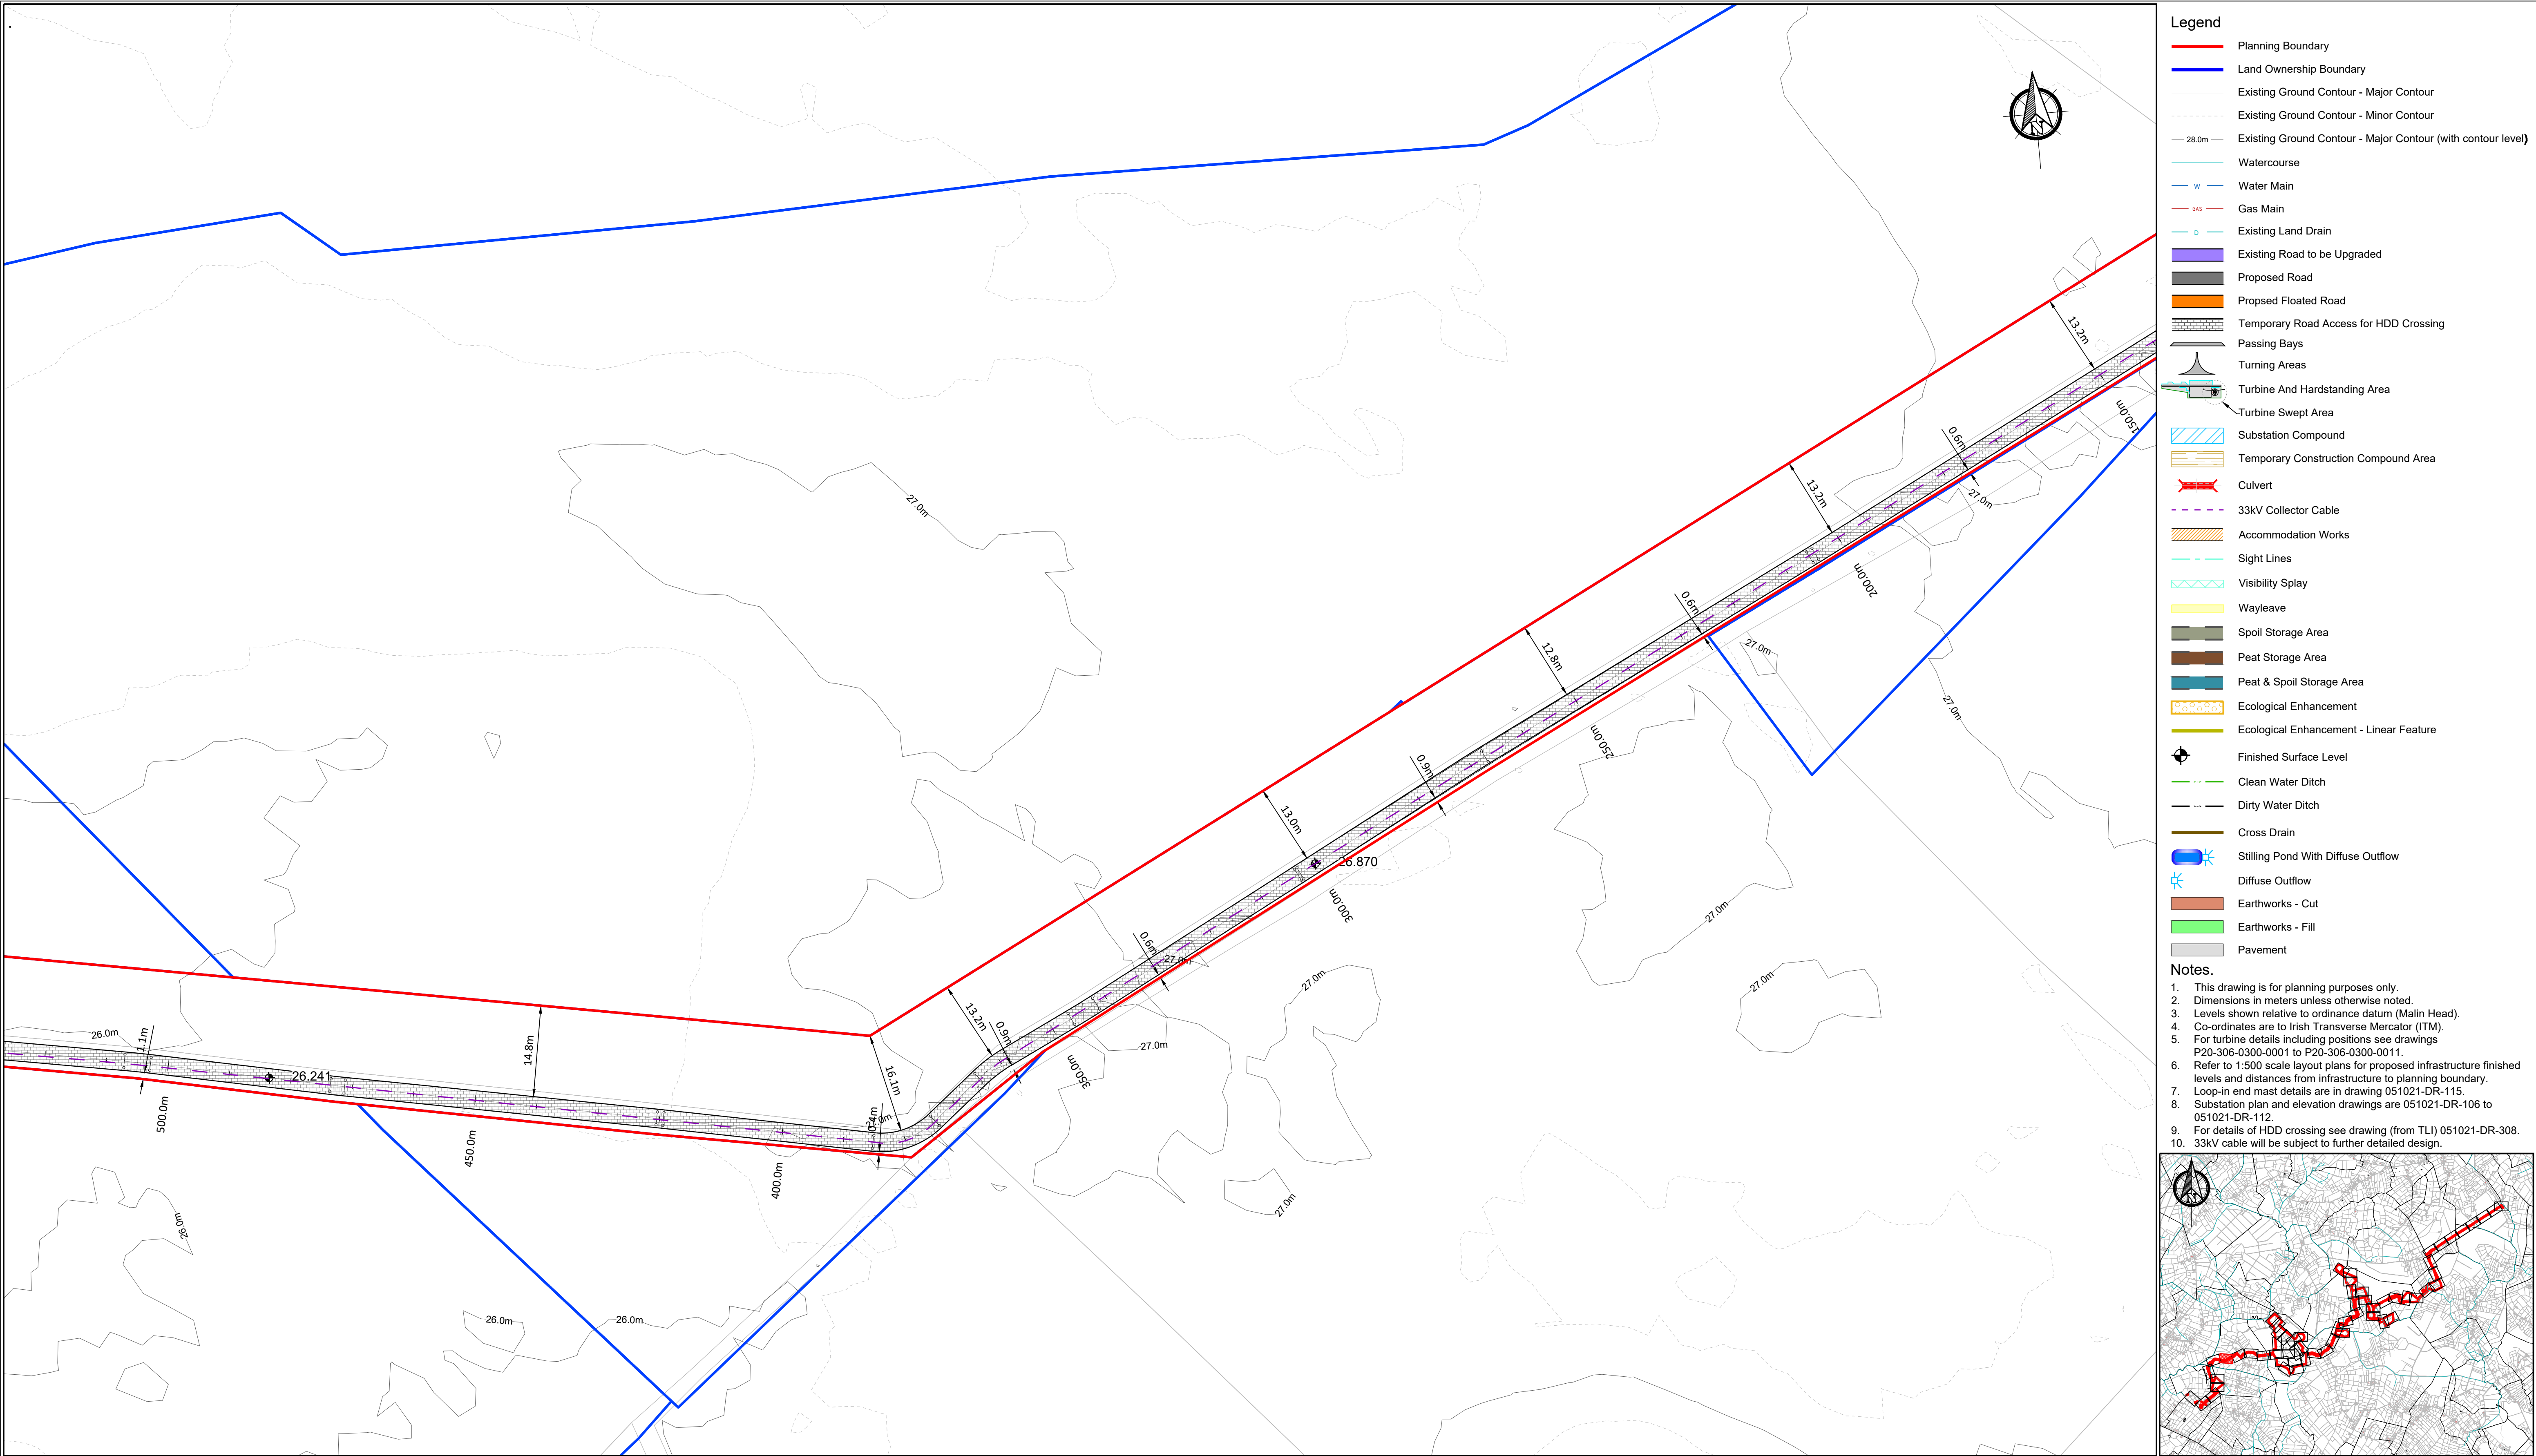 N
13.2m
150.0m
0.6m
27.0m
13.2m
200.0m
0.6m
27.0m
27.0m
12.8m
250.0m
0.9m
27.0m
13.0m
26.870
300.0m
27.0m
27.0m
0.6m
27.0m
27.0m
27.0m
27.0m
13.2m
0.9m
350.0m
16.1m
0.4m
27.0m
400.0m
14.8m
450.0m
26.241
26.0m
1.1m
500.0m
26.0m
26.0m
26.0m
Legend
Planning Boundary
Land Ownership Boundary
Existing Ground Contour - Major Contour
Existing Ground Contour - Minor Contour
28.0m Existing Ground Contour - Major Contour (with contour level)
Watercourse
W Water Main
GAS Gas Main
D Existing Land Drain
Existing Road to be Upgraded
Proposed Road
Propsed Floated Road
Temporary Road Access for HDD Crossing
Passing Bays
Turning Areas
Turbine And Hardstanding Area
Turbine Swept Area
Substation Compound
Temporary Construction Compound Area
Culvert
33kV Collector Cable
Accommodation Works
Sight Lines
Visibility Splay
Wayleave
Spoil Storage Area
Peat Storage Area
Peat & Spoil Storage Area
Ecological Enhancement
Ecological Enhancement - Linear Feature
Finished Surface Level
Clean Water Ditch
Dirty Water Ditch
Cross Drain
Stilling Pond With Diffuse Outflow
Diffuse Outflow
Earthworks - Cut
Earthworks - Fill
Pavement
Notes.
1. This drawing is for planning purposes only.
2. Dimensions in meters unless otherwise noted.
3. Levels shown relative to ordinance datum (Malin Head).
4. Co-ordinates are to Irish Transverse Mercator (ITM).
5. For turbine details including positions see drawings
P20-306-0300-0001 to P20-306-0300-0011.
6. Refer to 1:500 scale layout plans for proposed infrastructure finished
levels and distances from infrastructure to planning boundary.
7. Loop-in end mast details are in drawing 051021-DR-115.
8. Substation plan and elevation drawings are 051021-DR-106 to
051021-DR-112.
9. For details of HDD crossing see drawing (from TLI) 051021-DR-308.
10. 33kV cable will be subject to further detailed design.
N